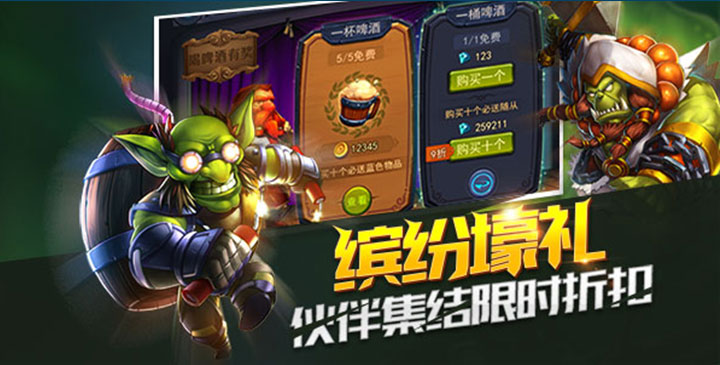 喝啤酒有奖
一杯啤酒
5/5免费
12345
买十个必送蓝色物品
查看
一桶啤酒
1/1免费
123
购买一个
购买十个必送随从
259211
9折
购买十个
缤纷壕礼
伙伴集结限时折扣